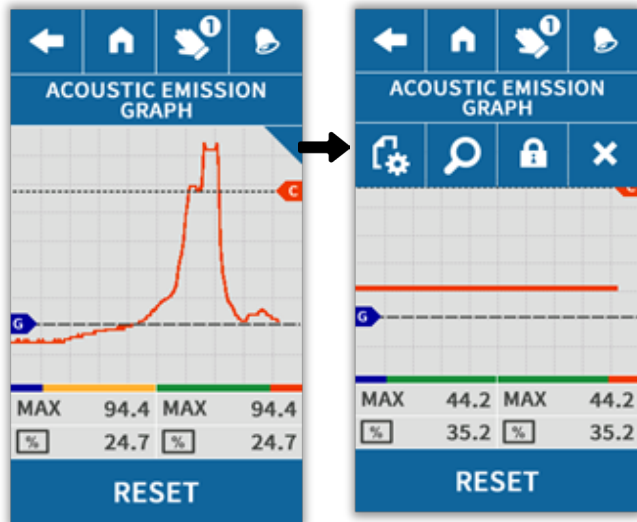 1
ACOUSTIC EMISSION
GRAPH
C
G
MAX 94.4 MAX 94.4
% 24.7 % 24.7
RESET
1
ACOUSTIC EMISSION
GRAPH
G
MAX 44.2 MAX 44.2
% 35.2 % 35.2
RESET